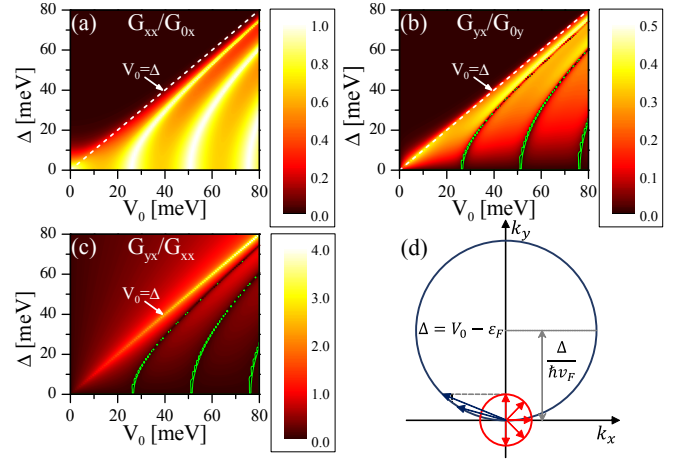 (a) G_xx/G_0x
V_0=Δ
Δ [meV]
80
60
40
20
0
0 20 40 60 80
V_0 [meV]
1.0
0.8
0.6
0.4
0.2
0.0
(b) G_yx/G_0y
V_0=Δ
Δ [meV]
80
60
40
20
0
0 20 40 60 80
V_0 [meV]
0.5
0.4
0.3
0.2
0.1
0.0
(c) G_yx/G_xx
V_0=Δ
Δ [meV]
80
60
40
20
0
0 20 40 60 80
V_0 [meV]
4.0
3.0
2.0
1.0
0.0
(d)
k_y
Δ = V_0 − ε_F
Δ
ħv_F
k_x